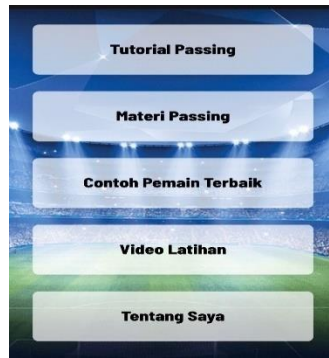 Tutorial Passing
Materi Passing
Contoh Pemain Terbaik
Video Latihan
Tentang Saya